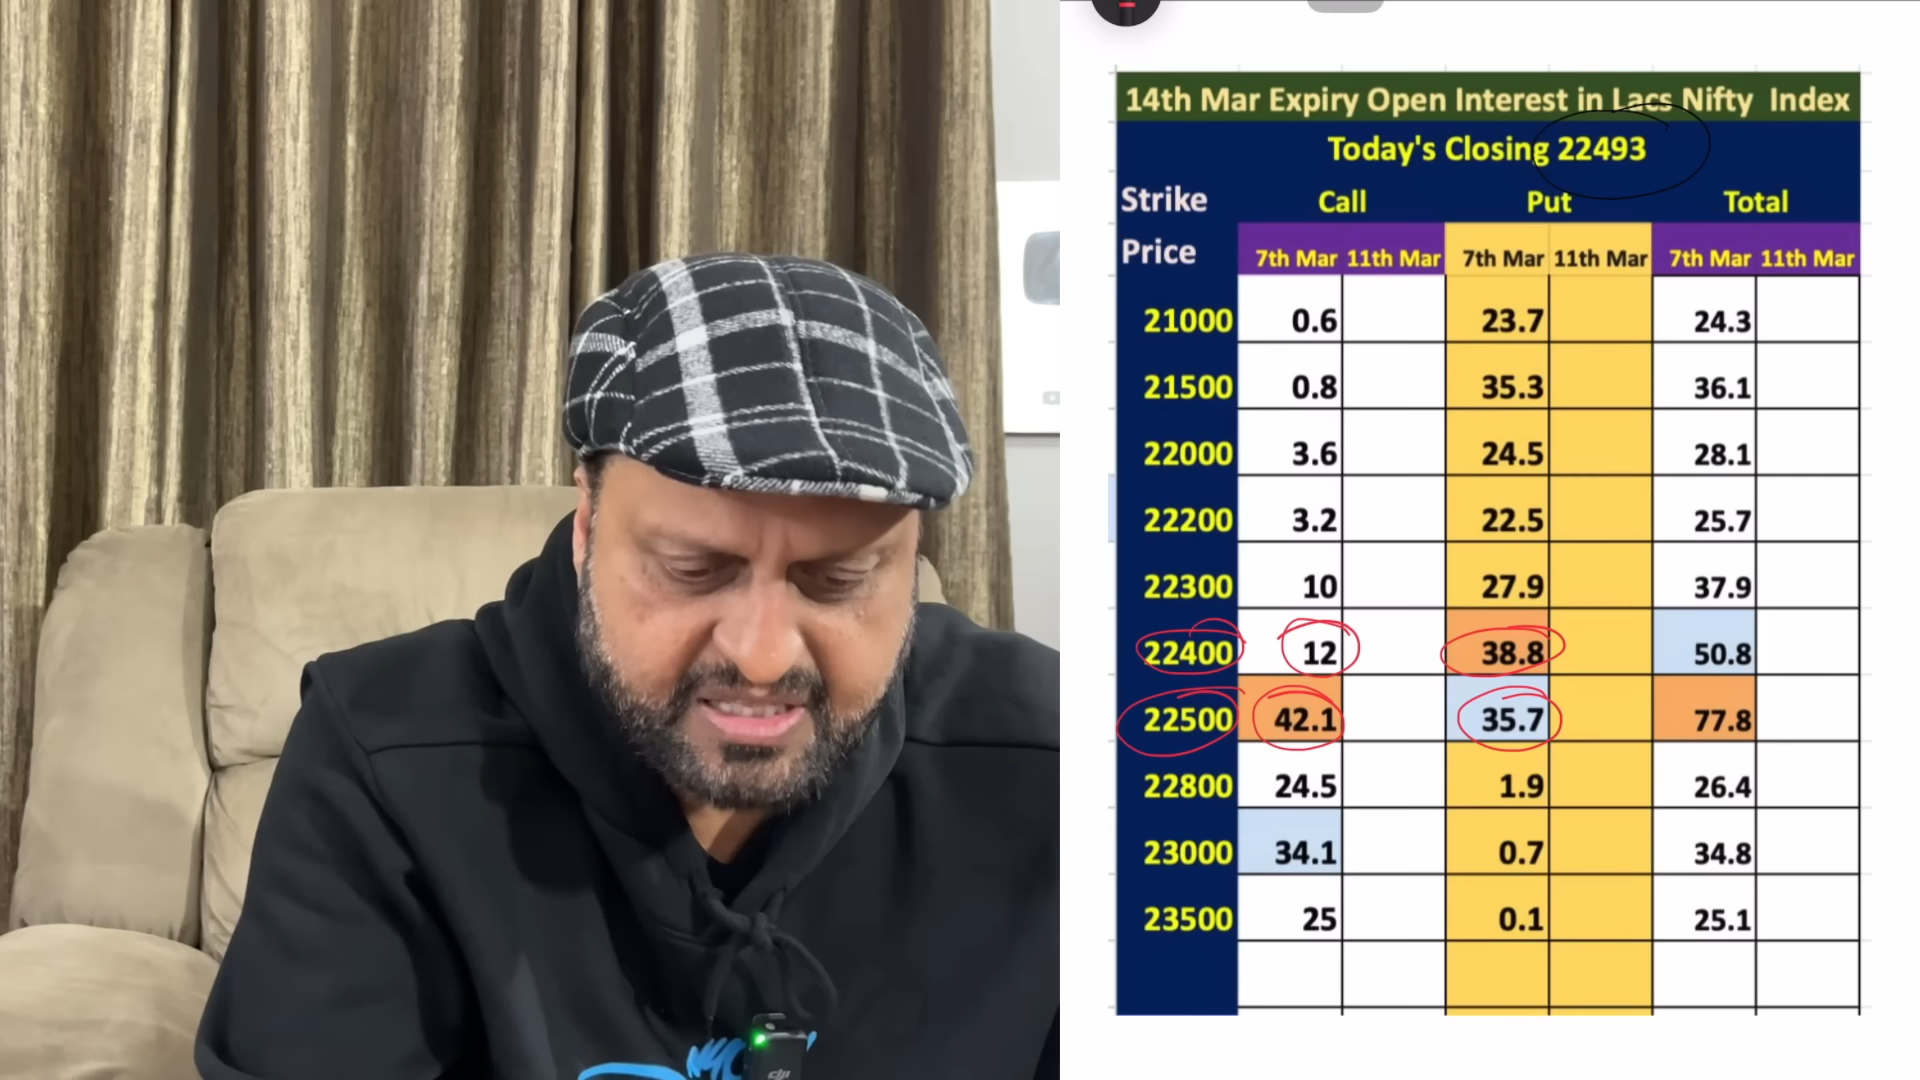 14th Mar Expiry Open Interest in Lacs Nifty Index
Today's Closing 22493
Strike Price Call Put Total
7th Mar 11th Mar 7th Mar 11th Mar 7th Mar 11th Mar
21000 0.6 23.7 24.3
21500 0.8 35.3 36.1
22000 3.6 24.5 28.1
22200 3.2 22.5 25.7
22300 10 27.9 37.9
22400 12 38.8 50.8
22500 42.1 35.7 77.8
22800 24.5 1.9 26.4
23000 34.1 0.7 34.8
23500 25 0.1 25.1
dji